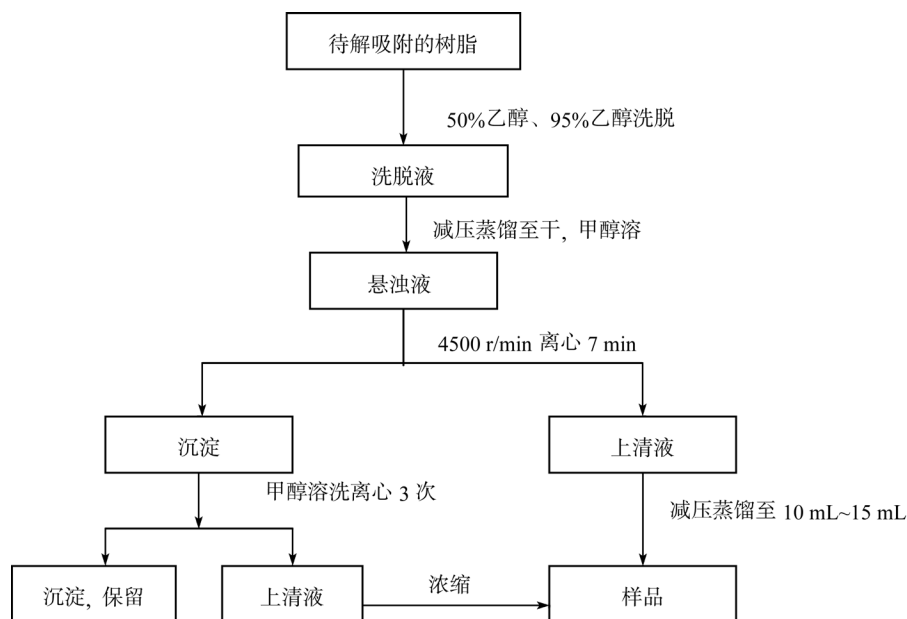 待解吸附的树脂
50%乙醇、95%乙醇洗脱
洗脱液
减压蒸馏至干, 甲醇溶
悬浊液
4500 r/min 离心 7 min
沉淀
上清液
甲醇溶洗离心 3 次
减压蒸馏至 10 mL~15 mL
沉淀, 保留
上清液
浓缩
样品